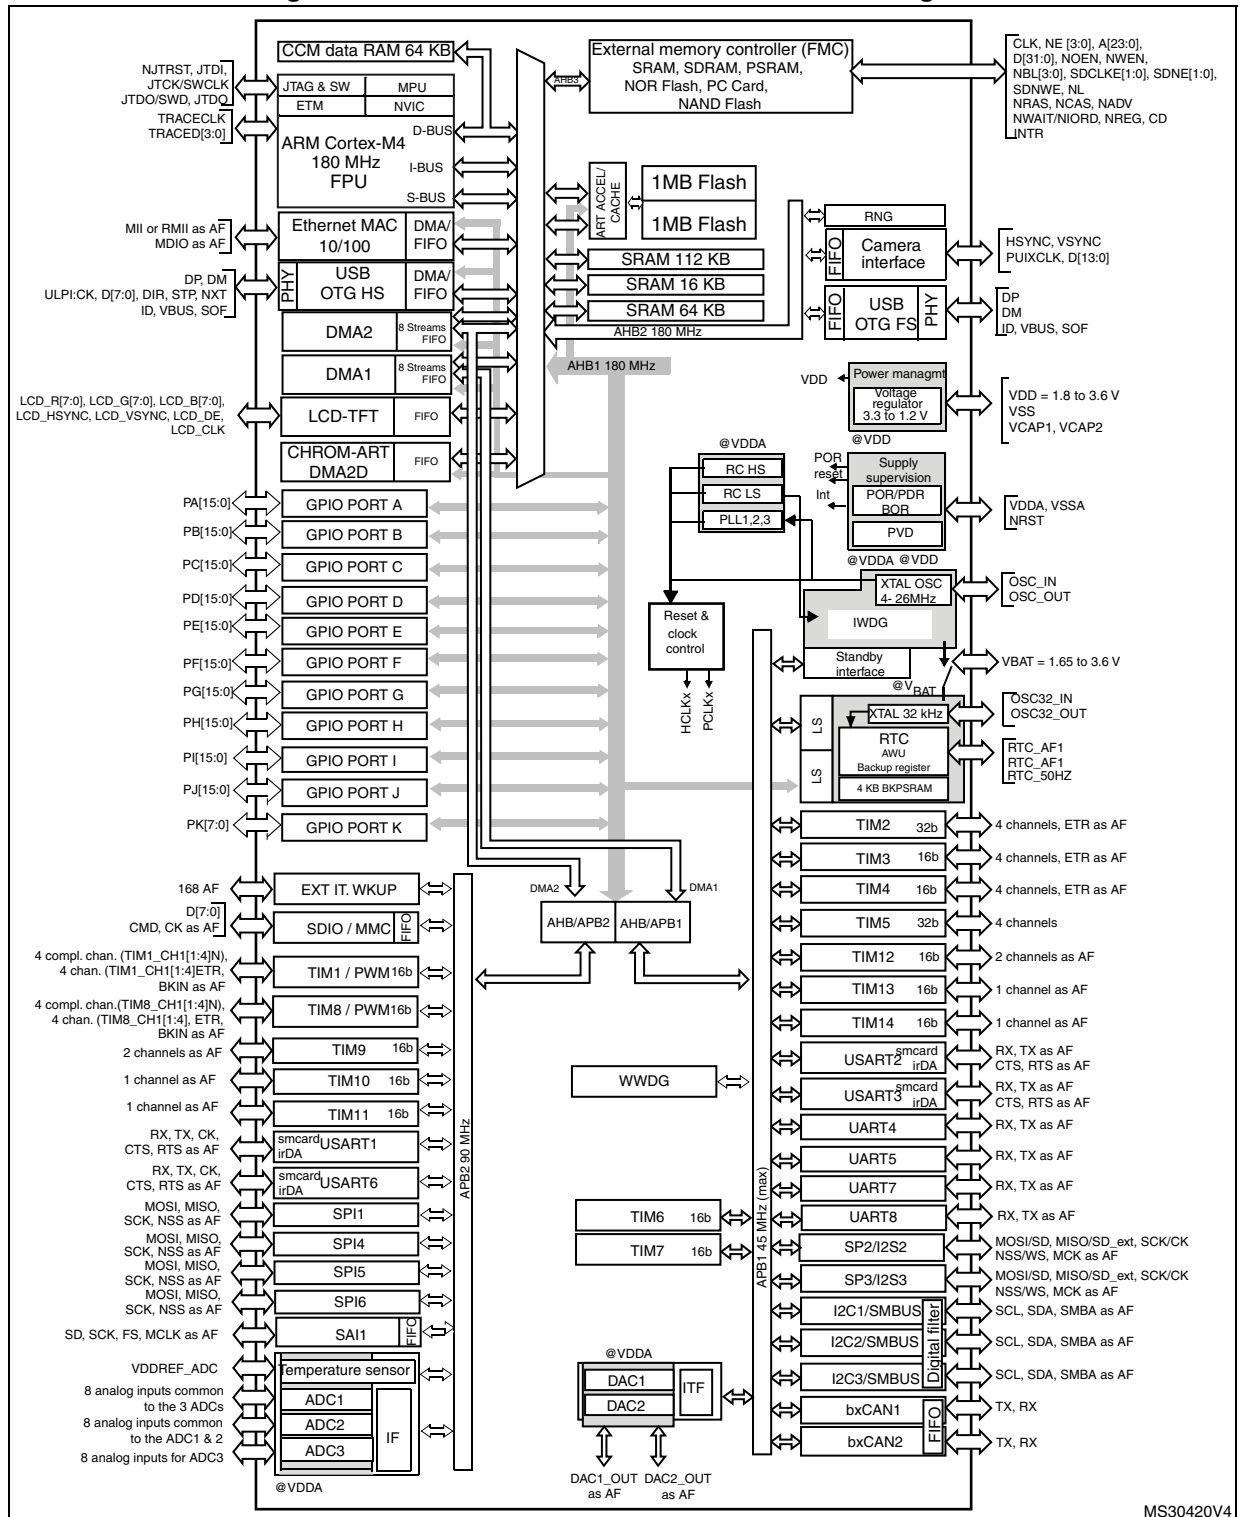 CCM data RAM 64 KB
External memory controller (FMC)
SRAM, SDRAM, PSRAM,
NOR Flash, PC Card,
NAND Flash
AHB3
CLK, NE [3:0], A[23:0],
D[31:0], NOEN, NWEN,
NBL[3:0], SDCLKE[1:0], SDNE[1:0],
SDNWE, NL
NRAS, NCAS, NADV
NWAIT/NIORD, NREG, CD
INTR
NJTRST, JTDI,
JTCK/SWCLK
JTDO/SWD, JTDO
TRACECLK
TRACED[3:0]
JTAG & SW
MPU
ETM
NVIC
D-BUS
ARM Cortex-M4
180 MHz
FPU
I-BUS
S-BUS
ART ACCEL/
CACHE
1MB Flash
1MB Flash
MII or RMII as AF
MDIO as AF
Ethernet MAC
10/100
DMA/
FIFO
SRAM 112 KB
SRAM 16 KB
SRAM 64 KB
AHB2 180 MHz
AHB1 180 MHz
RNG
FIFO
Camera
interface
HSYNC, VSYNC
PUIXCLK, D[13:0]
DP, DM
ULPI:CK, D[7:0], DIR, STP, NXT
ID, VBUS, SOF
PHY
USB
OTG HS
DMA/
FIFO
FIFO
USB
OTG FS
PHY
DP
DM
ID, VBUS, SOF
DMA2
8 Streams
FIFO
DMA1
8 Streams
FIFO
LCD_R[7:0], LCD_G[7:0], LCD_B[7:0],
LCD_HSYNC, LCD_VSYNC, LCD_DE,
LCD_CLK
LCD-TFT
FIFO
CHROM-ART
DMA2D
FIFO
VDD
Power managmt
Voltage
regulator
3.3 to 1.2 V
@VDD
VDD = 1.8 to 3.6 V
VSS
VCAP1, VCAP2
@VDDA
RC HS
RC LS
PLL1,2,3
POR
reset
Int
Supply
supervision
POR/PDR
BOR
PVD
@VDDA
@VDD
VDDA, VSSA
NRST
XTAL OSC
4- 26MHz
OSC_IN
OSC_OUT
IWDG
Reset &
clock
control
HCLKx
PCLKx
Standby
interface
@VBAT
VBAT = 1.65 to 3.6 V
LS
LS
XTAL 32 kHz
OSC32_IN
OSC32_OUT
RTC
AWU
Backup register
4 KB BKPSRAM
RTC_AF1
RTC_AF1
RTC_50HZ
PA[15:0]
GPIO PORT A
PB[15:0]
GPIO PORT B
PC[15:0]
GPIO PORT C
PD[15:0]
GPIO PORT D
PE[15:0]
GPIO PORT E
PF[15:0]
GPIO PORT F
PG[15:0]
GPIO PORT G
PH[15:0]
GPIO PORT H
PI[15:0]
GPIO PORT I
PJ[15:0]
GPIO PORT J
PK[7:0]
GPIO PORT K
DMA2
DMA1
AHB/APB2
AHB/APB1
168 AF
EXT IT. WKUP
D[7:0]
CMD, CK as AF
SDIO / MMC
FIFO
4 compl. chan. (TIM1_CH1[1:4]N),
4 chan. (TIM1_CH1[1:4]ETR,
BKIN as AF
TIM1 / PWM
16b
4 compl. chan.(TIM8_CH1[1:4]N),
4 chan. (TIM8_CH1[1:4], ETR,
BKIN as AF
TIM8 / PWM
16b
2 channels as AF
TIM9
16b
1 channel as AF
TIM10
16b
1 channel as AF
TIM11
16b
RX, TX, CK,
CTS, RTS as AF
smcard
irDA
USART1
RX, TX, CK,
CTS, RTS as AF
smcard
irDA
USART6
MOSI, MISO,
SCK, NSS as AF
SPI1
MOSI, MISO,
SCK, NSS as AF
SPI4
MOSI, MISO,
SCK, NSS as AF
SPI5
MOSI, MISO,
SCK, NSS as AF
SPI6
SD, SCK, FS, MCLK as AF
SAI1
FIFO
VDDREF_ADC
Temperature sensor
8 analog inputs common
to the 3 ADCs
ADC1
8 analog inputs common
to the ADC1 & 2
ADC2
8 analog inputs for ADC3
ADC3
IF
@VDDA
APB2 90 MHz
WWDG
TIM6
16b
TIM7
16b
@VDDA
DAC1
DAC2
ITF
DAC1_OUT
as AF
DAC2_OUT
as AF
APB1 45 MHz (max)
TIM2
32b
4 channels, ETR as AF
TIM3
16b
4 channels, ETR as AF
TIM4
16b
4 channels, ETR as AF
TIM5
32b
4 channels
TIM12
16b
2 channels as AF
TIM13
16b
1 channel as AF
TIM14
16b
1 channel as AF
USART2
smcard
irDA
RX, TX as AF
CTS, RTS as AF
USART3
smcard
irDA
RX, TX as AF
CTS, RTS as AF
UART4
RX, TX as AF
UART5
RX, TX as AF
UART7
RX, TX as AF
UART8
RX, TX as AF
SP2/I2S2
MOSI/SD, MISO/SD_ext, SCK/CK
NSS/WS, MCK as AF
SP3/I2S3
MOSI/SD, MISO/SD_ext, SCK/CK
NSS/WS, MCK as AF
I2C1/SMBUS
SCL, SDA, SMBA as AF
I2C2/SMBUS
SCL, SDA, SMBA as AF
I2C3/SMBUS
SCL, SDA, SMBA as AF
Digital filter
bxCAN1
TX, RX
bxCAN2
TX, RX
FIFO
MS30420V4